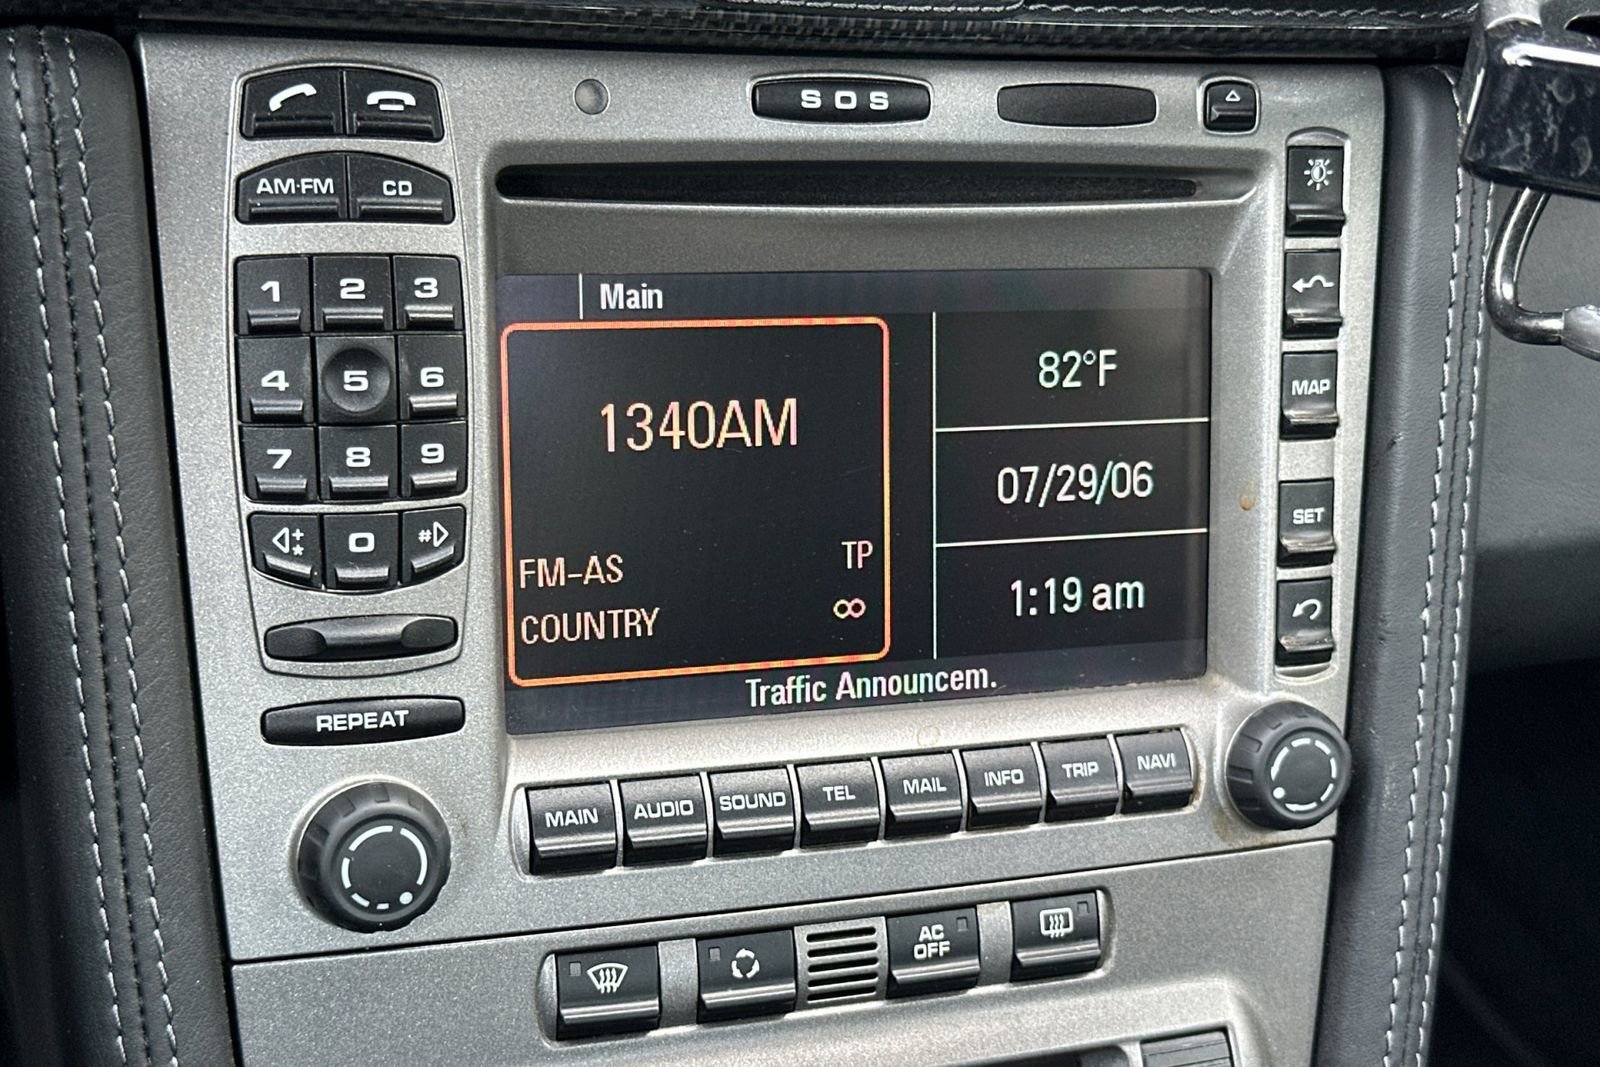 SOS
AM·FM CD
1 2 3
4 5 6
7 8 9
+* 0 #
REPEAT
Main
1340AM
FM-AS TP
COUNTRY ∞
82°F
07/29/06
1:19 am
Traffic Announcem.
MAP
SET
MAIN AUDIO SOUND TEL MAIL INFO TRIP NAVI
AC
OFF